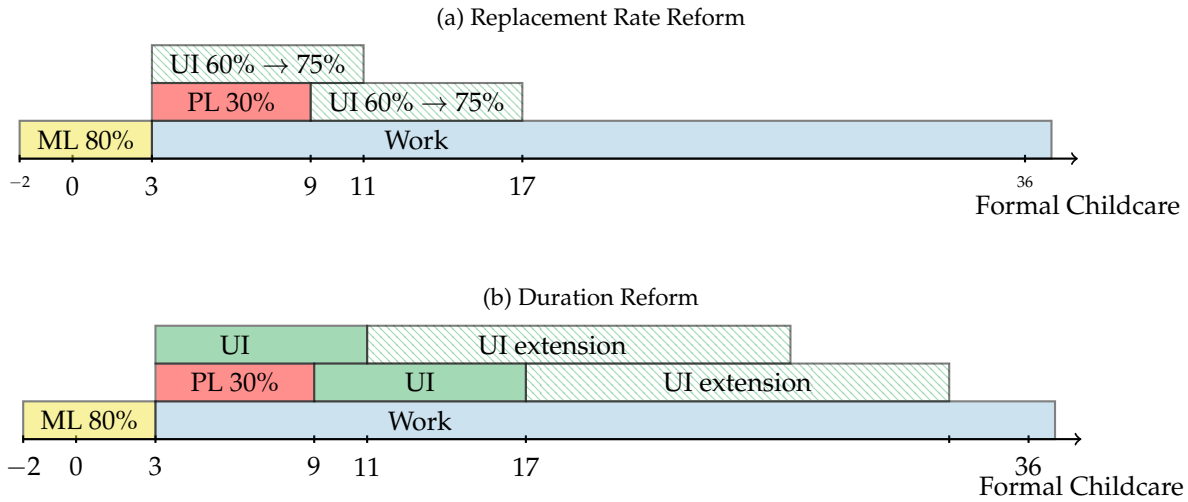 (a) Replacement Rate Reform
UI 60% → 75%
PL 30% UI 60% → 75%
ML 80% Work
−2 0 3 9 11 17 36
Formal Childcare
(b) Duration Reform
UI UI extension
PL 30% UI UI extension
ML 80% Work
−2 0 3 9 11 17 36
Formal Childcare